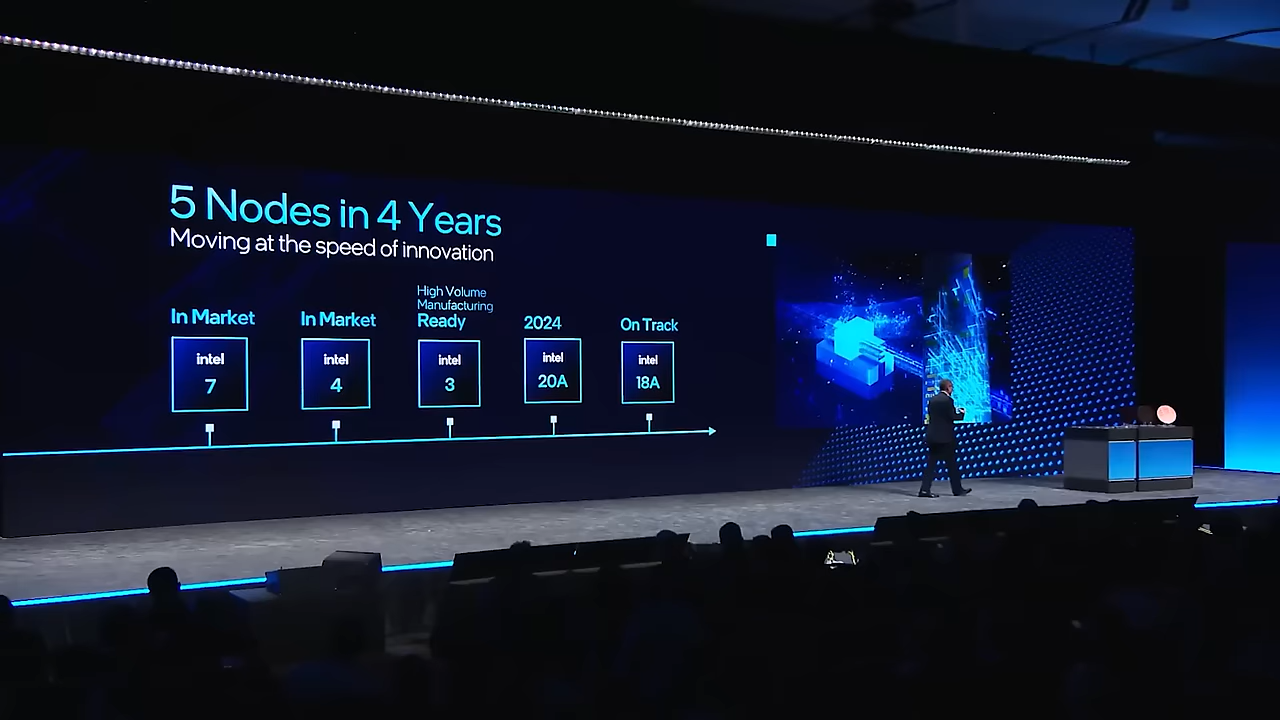 5 Nodes in 4 Years
Moving at the speed of innovation
In Market
intel
7
In Market
intel
4
High Volume
Manufacturing
Ready
intel
3
2024
intel
20A
On Track
intel
18A